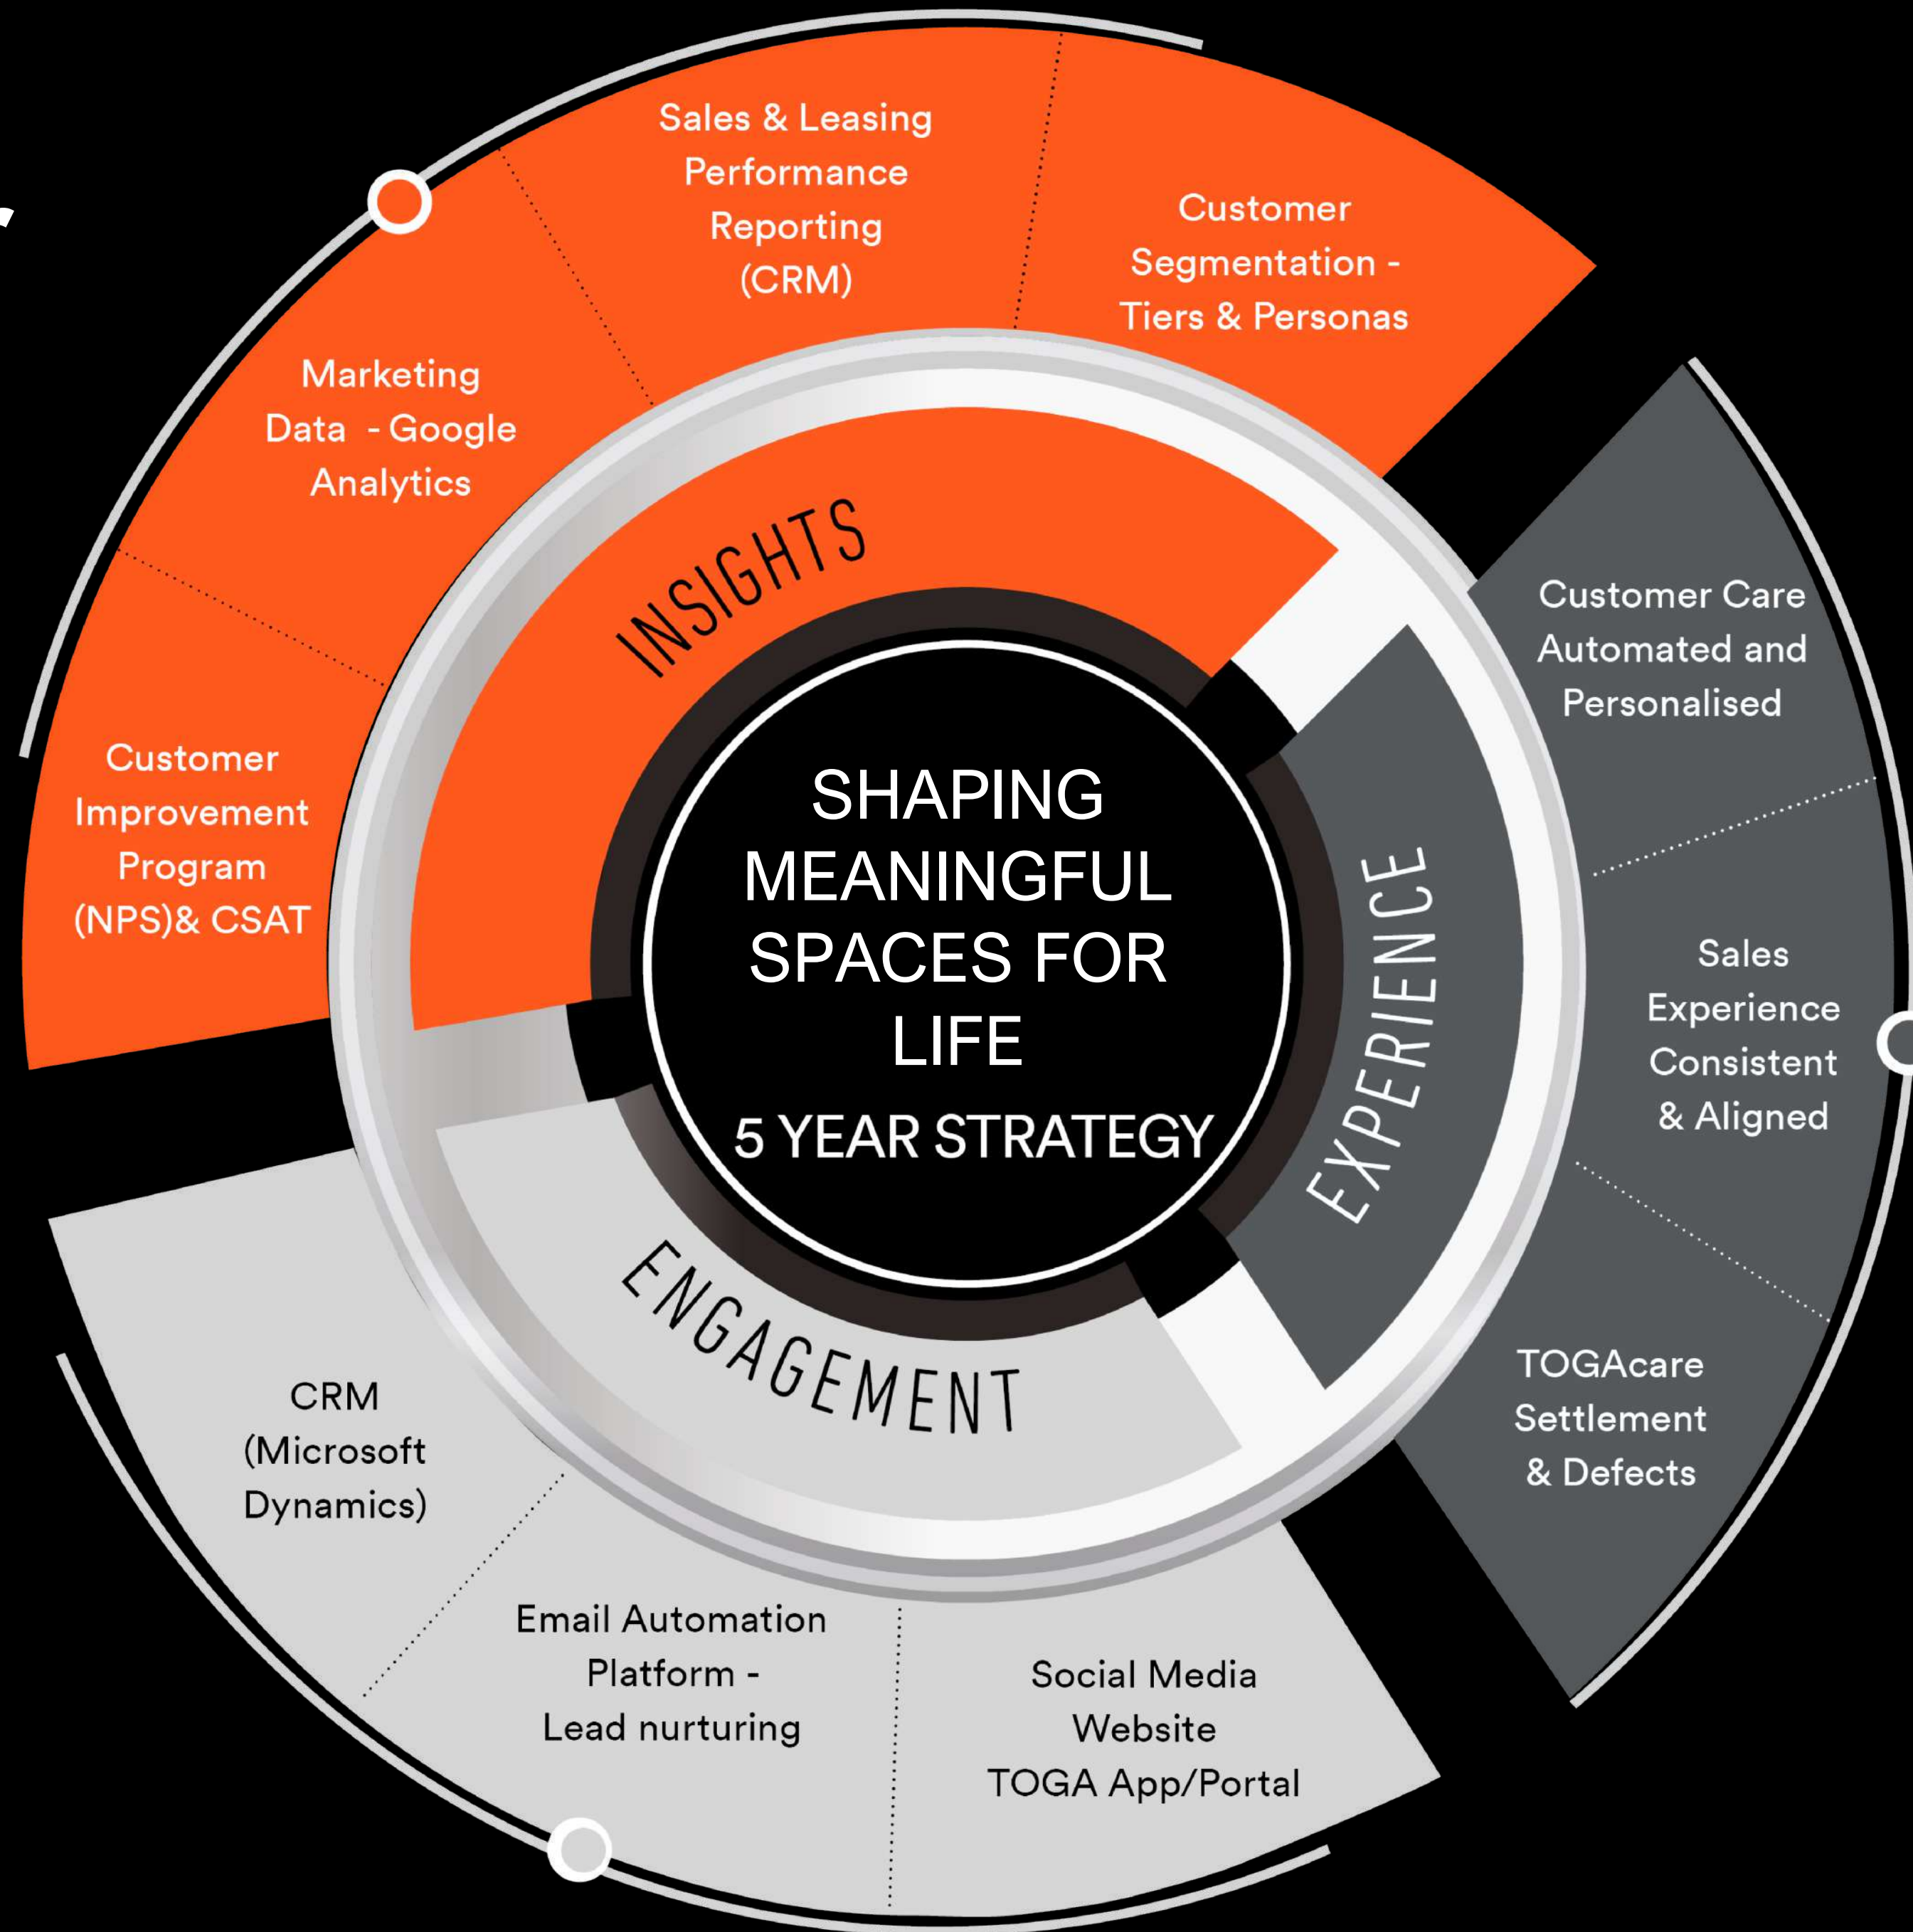 Sales & Leasing
Performance
Reporting
(CRM)
Customer
Segmentation -
Tiers & Personas
Marketing
Data - Google
Analytics
Customer
Improvement
Program
(NPS)& CSAT
INSIGHTS
SHAPING
MEANINGFUL
SPACES FOR
LIFE
5 YEAR STRATEGY
EXPERIENCE
Customer Care
Automated and
Personalised
Sales
Experience
Consistent
& Aligned
TOGAcare
Settlement
& Defects
ENGAGEMENT
CRM
(Microsoft
Dynamics)
Email Automation
Platform -
Lead nurturing
Social Media
Website
TOGA App/Portal